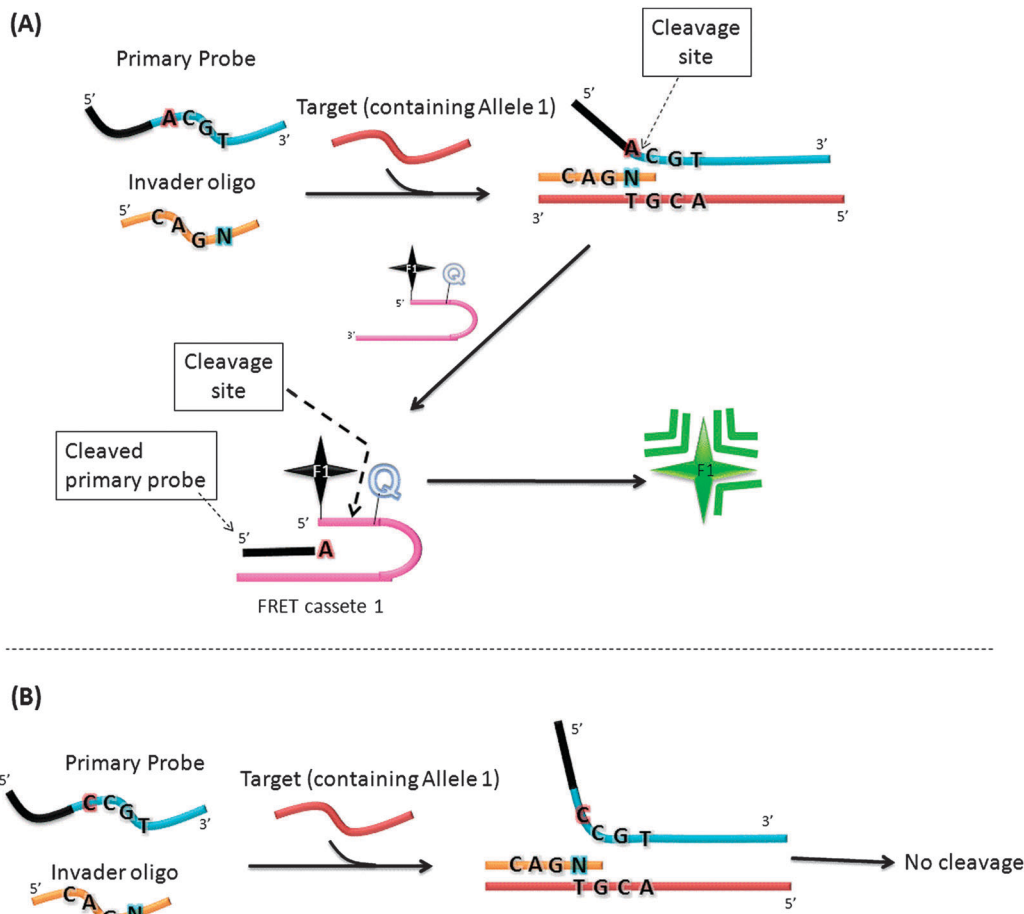 (A)
Primary Probe
5’
A C G T
3’
Invader oligo
5’
C A G N
Target (containing Allele 1)
Cleavage
site
5’
A C G T
3’
C A G N
T G C A
3’
5’
F1
Q
5’
3’
Cleavage
site
Cleaved
primary probe
F1
Q
5’
5’
A
FRET cassete 1
F1
(B)
Primary Probe
5’
C C G T
3’
Invader oligo
5’
C A G N
Target (containing Allele 1)
5’
C C G T
3’
C A G N
T G C A
5’
No cleavage